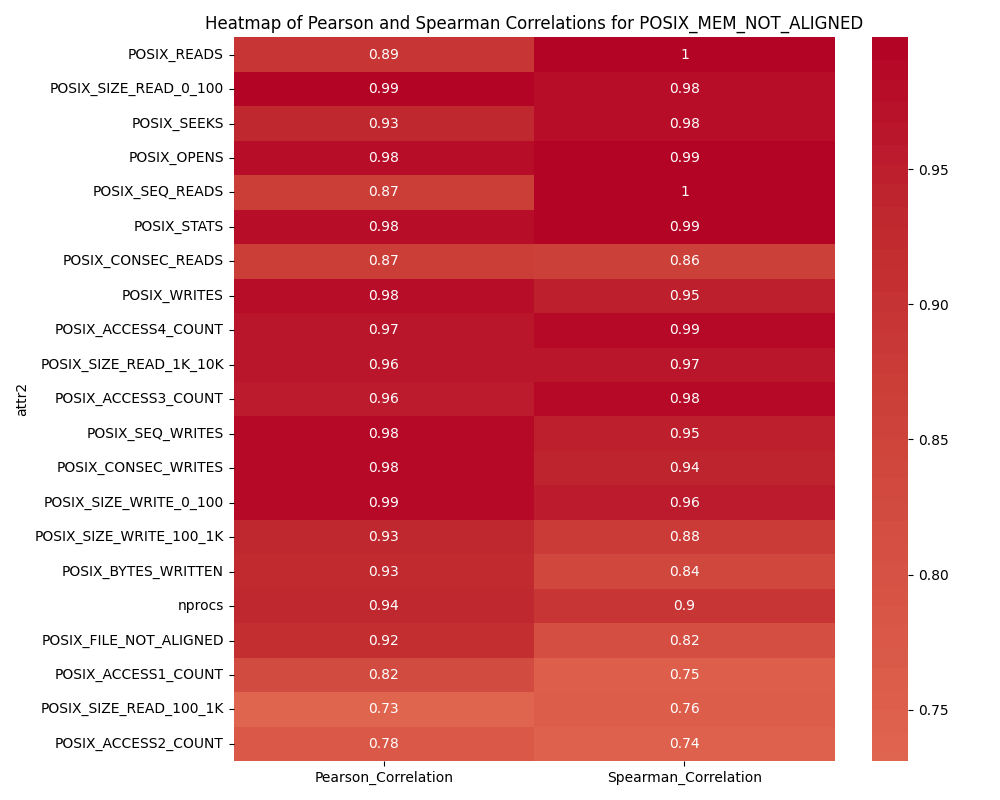 Heatmap of Pearson and Spearman Correlations for POSIX_MEM_NOT_ALIGNED
POSIX_READS 0.89 1
POSIX_SIZE_READ_0_100 0.99 0.98
POSIX_SEEKS 0.93 0.98
POSIX_OPENS 0.98 0.99
POSIX_SEQ_READS 0.87 1
POSIX_STATS 0.98 0.99
POSIX_CONSEC_READS 0.87 0.86
POSIX_WRITES 0.98 0.95
POSIX_ACCESS4_COUNT 0.97 0.99
POSIX_SIZE_READ_1K_10K 0.96 0.97
POSIX_ACCESS3_COUNT 0.96 0.98
POSIX_SEQ_WRITES 0.98 0.95
POSIX_CONSEC_WRITES 0.98 0.94
POSIX_SIZE_WRITE_0_100 0.99 0.96
POSIX_SIZE_WRITE_100_1K 0.93 0.88
POSIX_BYTES_WRITTEN 0.93 0.84
nprocs 0.94 0.9
POSIX_FILE_NOT_ALIGNED 0.92 0.82
POSIX_ACCESS1_COUNT 0.82 0.75
POSIX_SIZE_READ_100_1K 0.73 0.76
POSIX_ACCESS2_COUNT 0.78 0.74
attr2
Pearson_Correlation Spearman_Correlation
0.95
0.90
0.85
0.80
0.75